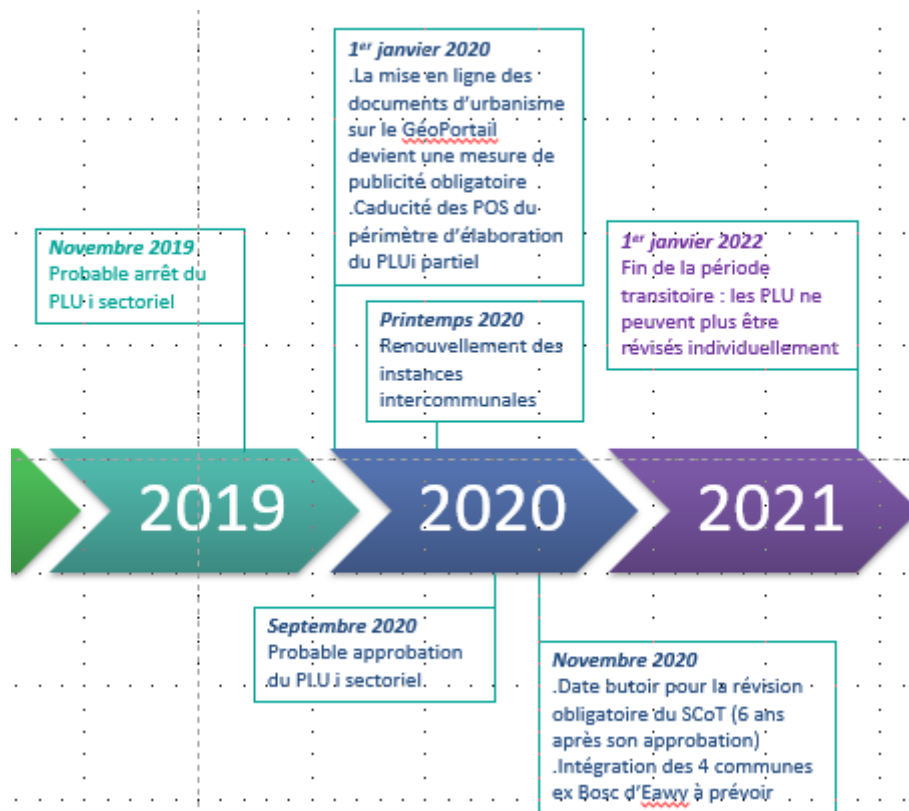 1er janvier 2020
.La mise en ligne des
documents d'urbanisme
sur le GéoPortail
devient une mesure de
publicité obligatoire
.Caducité des POS du
périmètre d'élaboration
du PLUi partiel
Novembre 2019
Probable arrêt du
PLU i sectoriel
1er janvier 2022
Fin de la période
transitoire : les PLU ne
peuvent plus être
révisés individuellement
Printemps 2020
Renouvellement des
instances
intercommunales
2019
2020
2021
Septembre 2020
Probable approbation
du PLU i sectoriel
Novembre 2020
.Date butoir pour la révision
obligatoire du SCoT (6 ans
après son approbation)
.Intégration des 4 communes
ex Bosc d'Eawy à prévoir